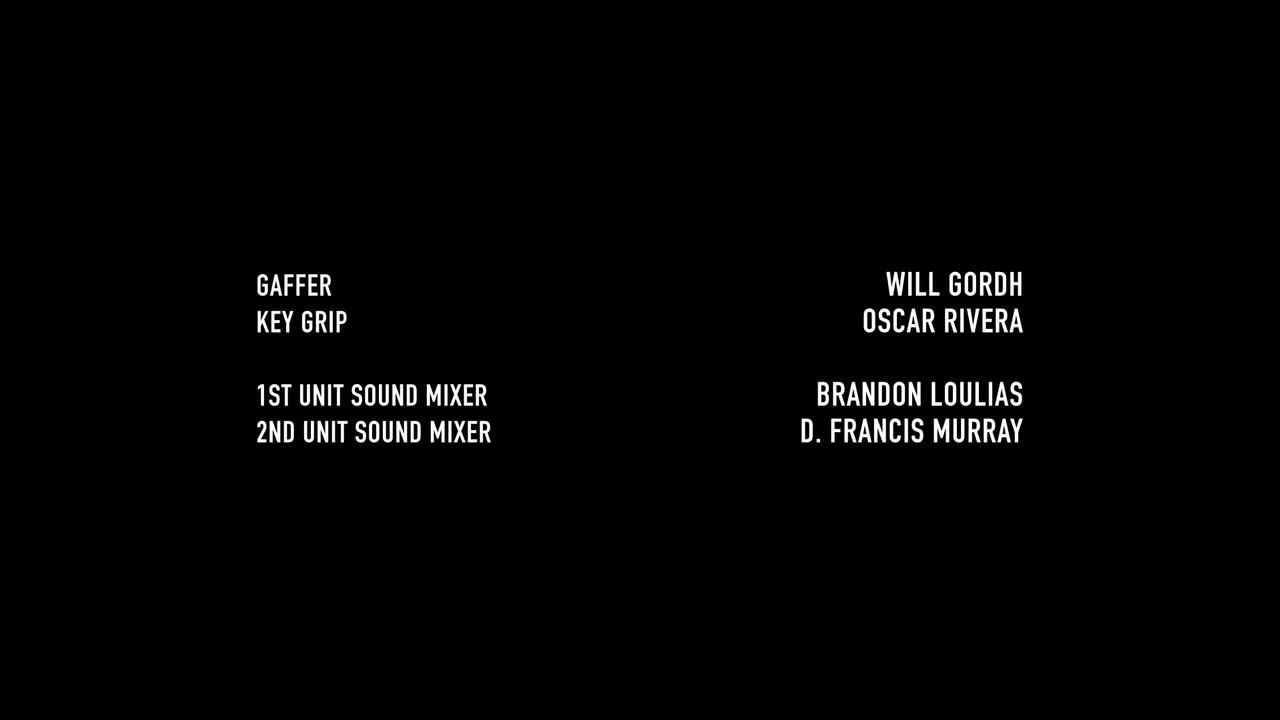 GAFFER WILL GORDH
KEY GRIP OSCAR RIVERA
1ST UNIT SOUND MIXER BRANDON LOULIAS
2ND UNIT SOUND MIXER D. FRANCIS MURRAY